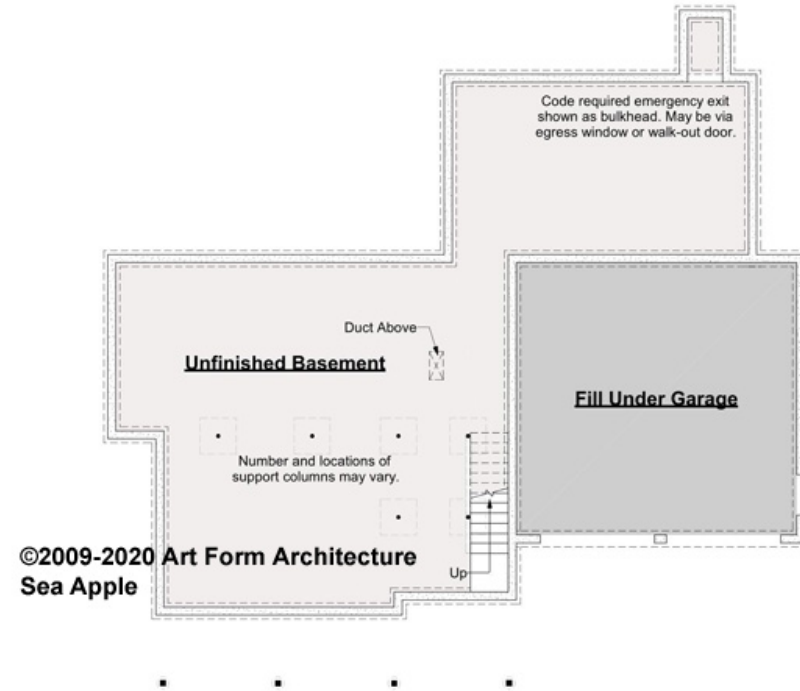 Code required emergency exit
shown as bulkhead. May be via
egress window or walk-out door.
Duct Above
Unfinished Basement
Fill Under Garage
Number and locations of
support columns may vary.
©2009-2020 Art Form Architecture
Sea Apple
Up